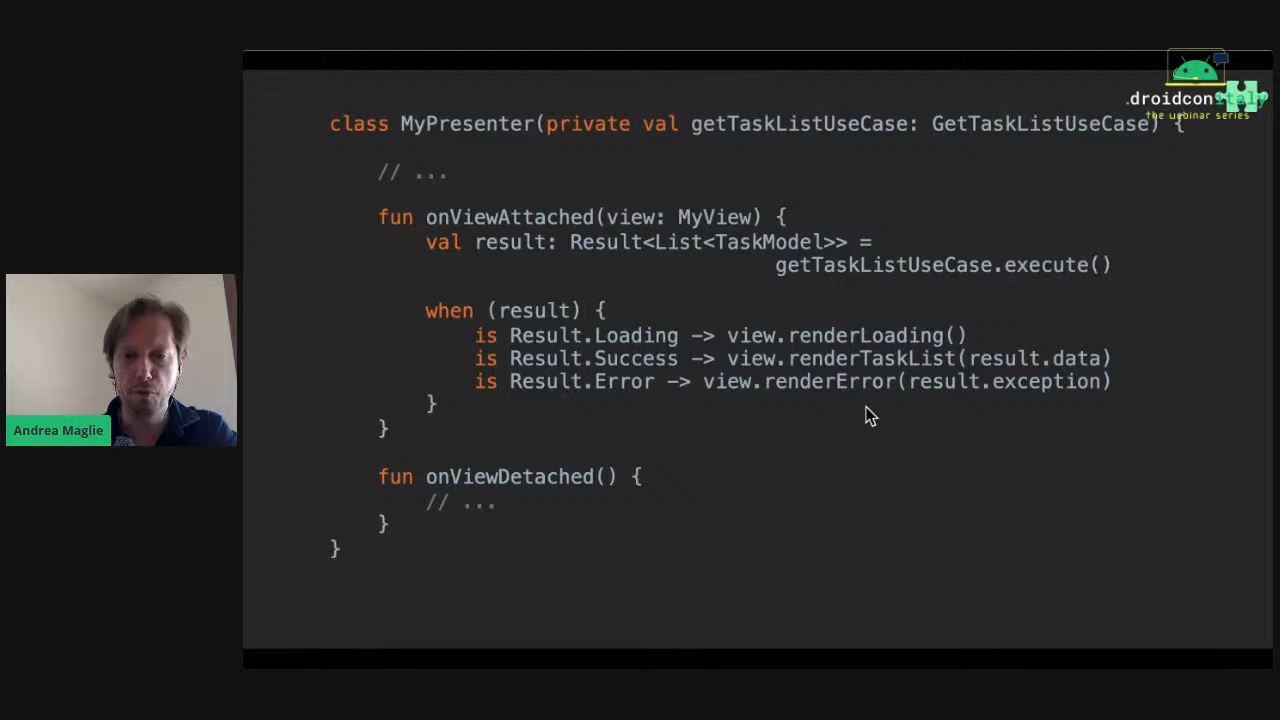 .droidconitaly
the webinar series
class MyPresenter(private val getTaskListUseCase: GetTaskListUseCase) {
// ...
fun onViewAttached(view: MyView) {
val result: Result<List<TaskModel>> =
getTaskListUseCase.execute()
when (result) {
is Result.Loading -> view.renderLoading()
is Result.Success -> view.renderTaskList(result.data)
is Result.Error -> view.renderError(result.exception)
}
}
fun onViewDetached() {
// ...
}
}
Andrea Maglie